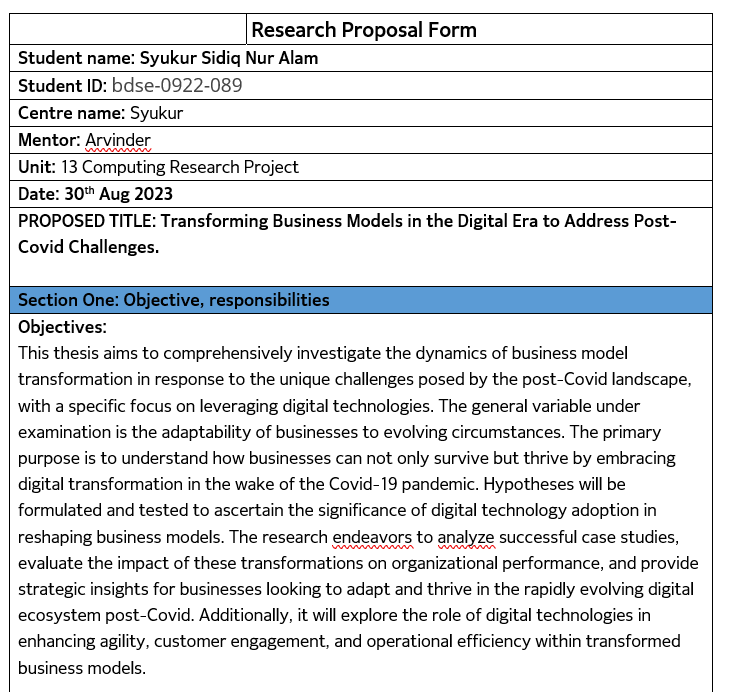 Research Proposal Form
Student name: Syukur Sidiq Nur Alam
Student ID: bdse-0922-089
Centre name: Syukur
Mentor: Arvinder
Unit: 13 Computing Research Project
Date: 30th Aug 2023
PROPOSED TITLE: Transforming Business Models in the Digital Era to Address Post-
Covid Challenges.
Section One: Objective, responsibilities
Objectives:
This thesis aims to comprehensively investigate the dynamics of business model
transformation in response to the unique challenges posed by the post-Covid landscape,
with a specific focus on leveraging digital technologies. The general variable under
examination is the adaptability of businesses to evolving circumstances. The primary
purpose is to understand how businesses can not only survive but thrive by embracing
digital transformation in the wake of the Covid-19 pandemic. Hypotheses will be
formulated and tested to ascertain the significance of digital technology adoption in
reshaping business models. The research endeavors to analyze successful case studies,
evaluate the impact of these transformations on organizational performance, and provide
strategic insights for businesses looking to adapt and thrive in the rapidly evolving digital
ecosystem post-Covid. Additionally, it will explore the role of digital technologies in
enhancing agility, customer engagement, and operational efficiency within transformed
business models.